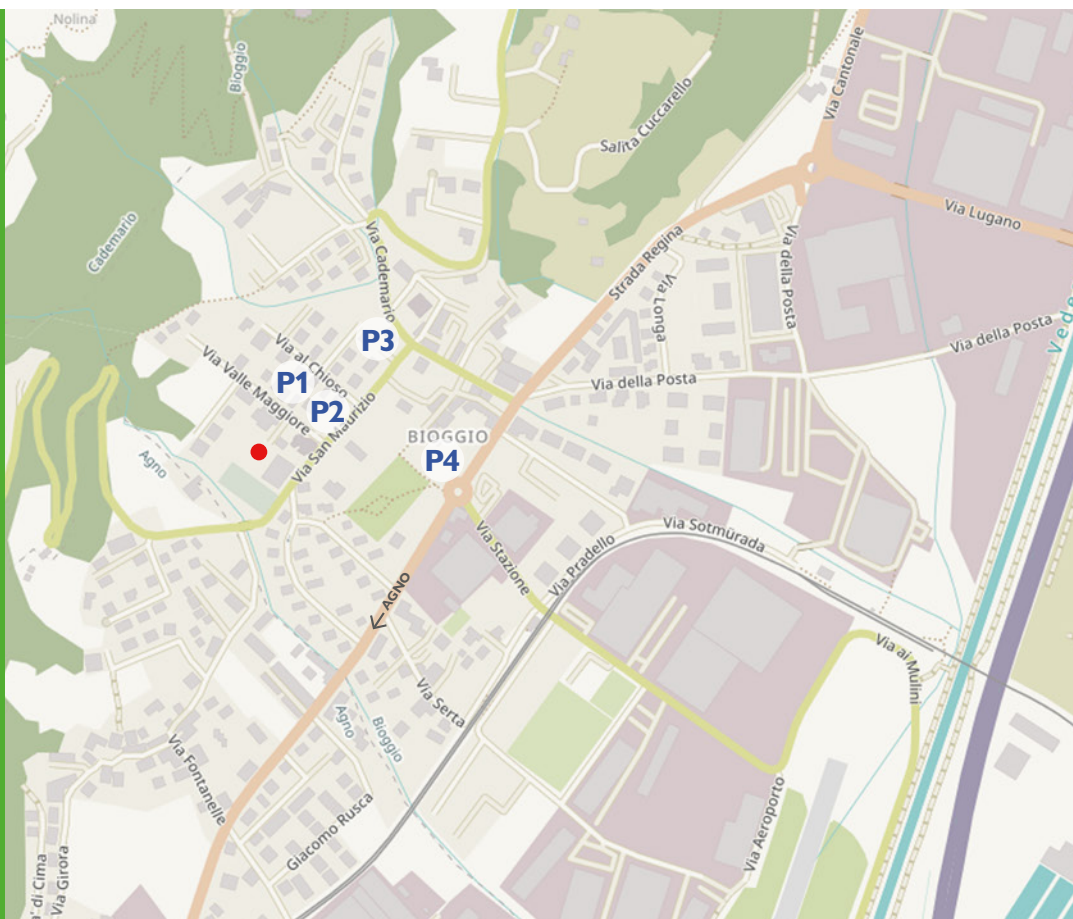 Nolina
Bioggio
Via Cantonale
Salita Cuccarello
Cademario
Via Cademario
Via Lugano
Strada Regina
Via della Posta
Via Longa
Via della Posta
P3
Via al Chioso
Via Valle Maggiore
P1
Via della Posta
P2
Via San Maurizio
BIOGGIO
P4
Agno
Via Sotmürada
Via Stazione
Via Pradello
AGNO
Via ai Mulini
Via Serta
Agno
Bioggio
Via Fontanelle
Via Aeroporto
Giacomo Rusca
Via Girora
di Cima